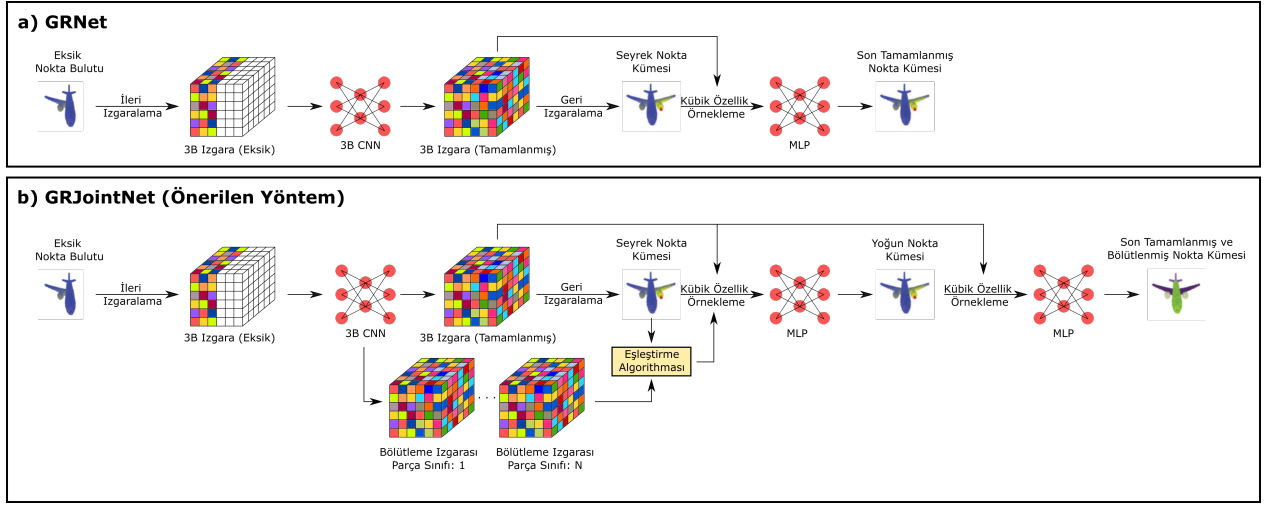 a) GRNet
Eksik
Nokta Bulutu
İleri
Izgaralama
3B Izgara (Eksik)
3B CNN
3B Izgara (Tamamlanmış)
Geri
Izgaralama
Seyrek Nokta
Kümesi
Kübik Özellik
Örnekleme
MLP
Son Tamamlanmış
Nokta Kümesi
b) GRJointNet (Önerilen Yöntem)
Eksik
Nokta Bulutu
İleri
Izgaralama
3B Izgara (Eksik)
3B CNN
3B Izgara (Tamamlanmış)
Geri
Izgaralama
Seyrek Nokta
Kümesi
Kübik Özellik
Örnekleme
MLP
Yoğun Nokta
Kümesi
Kübik Özellik
Örnekleme
MLP
Son Tamamlanmış ve
Bölütlenmiş Nokta Kümesi
Eşleştirme
Algorithması
. . .
Bölütleme Izgarası
Parça Sınıfı: 1
Bölütleme Izgarası
Parça Sınıfı: N